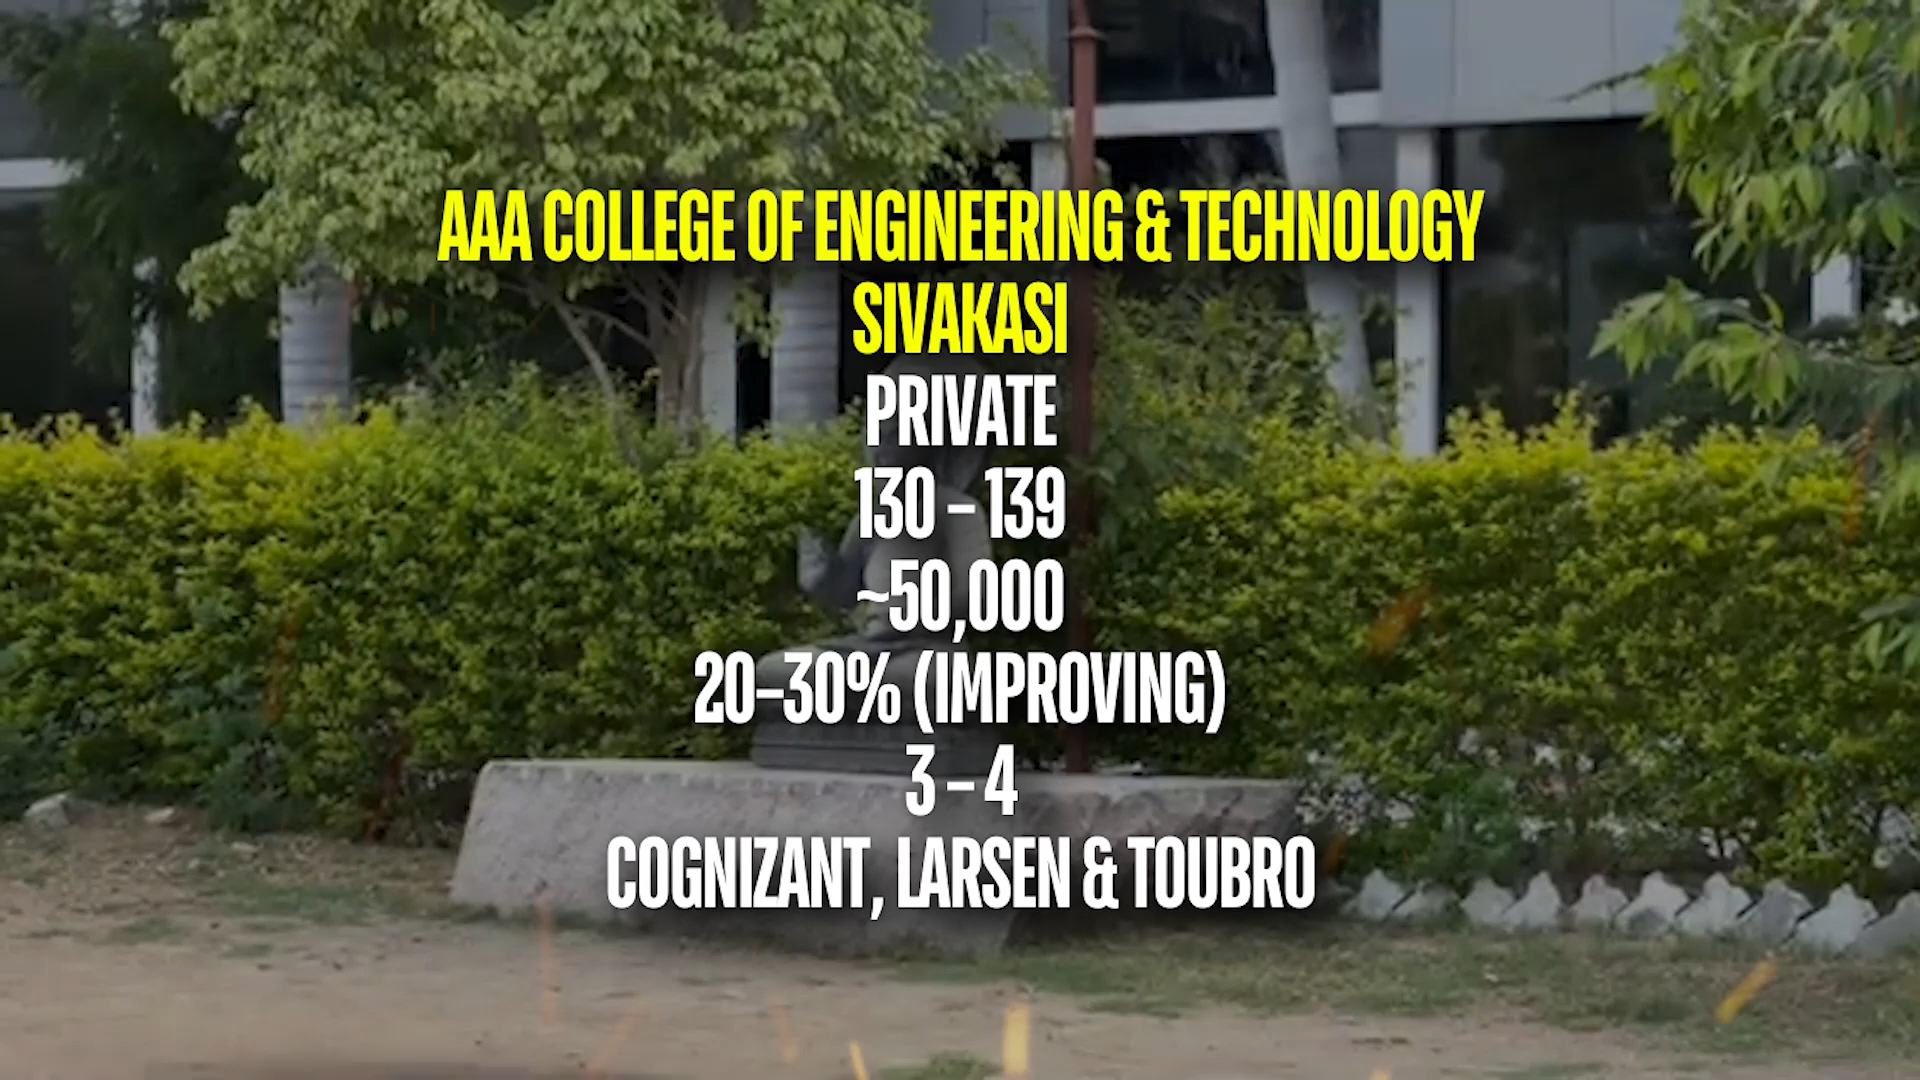 AAA COLLEGE OF ENGINEERING & TECHNOLOGY
SIVAKASI
PRIVATE
130 – 139
~50,000
20–30% (IMPROVING)
3 – 4
COGNIZANT, LARSEN & TOUBRO